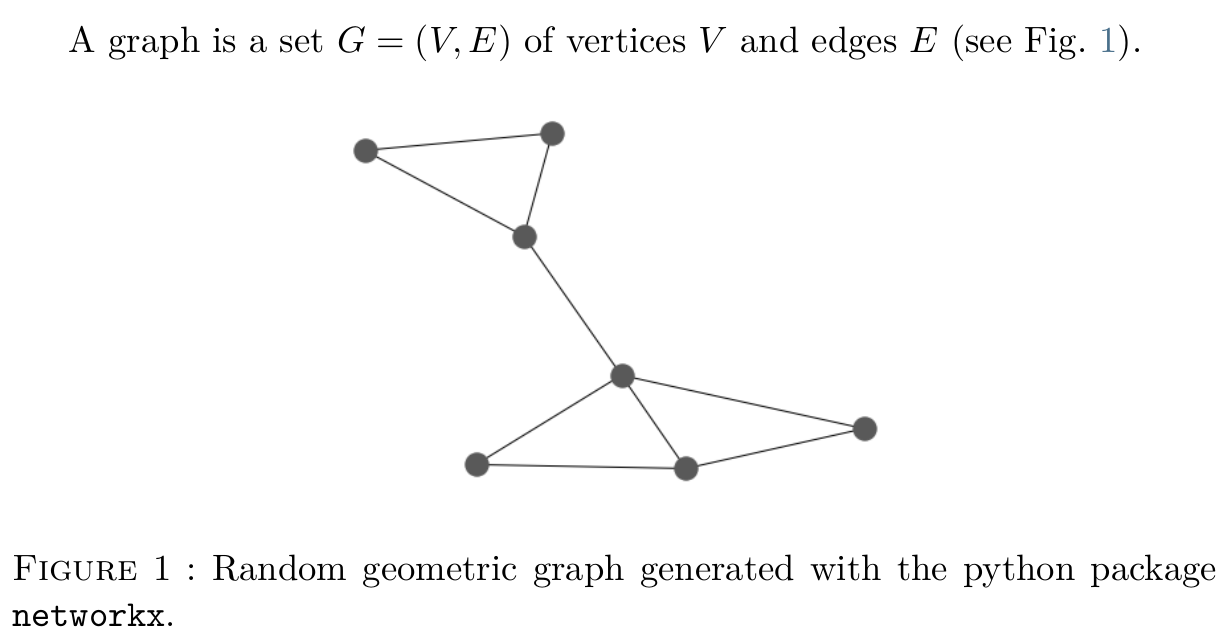 A graph is a set G = (V, E) of vertices V and edges E (see Fig. 1).
FIGURE 1 : Random geometric graph generated with the python package
networkx.